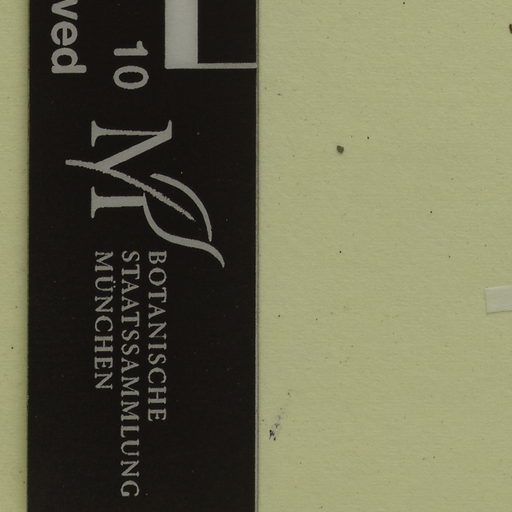 ved
10
BOTANISCHE
STAATSSAMMLUNG
MÜNCHEN